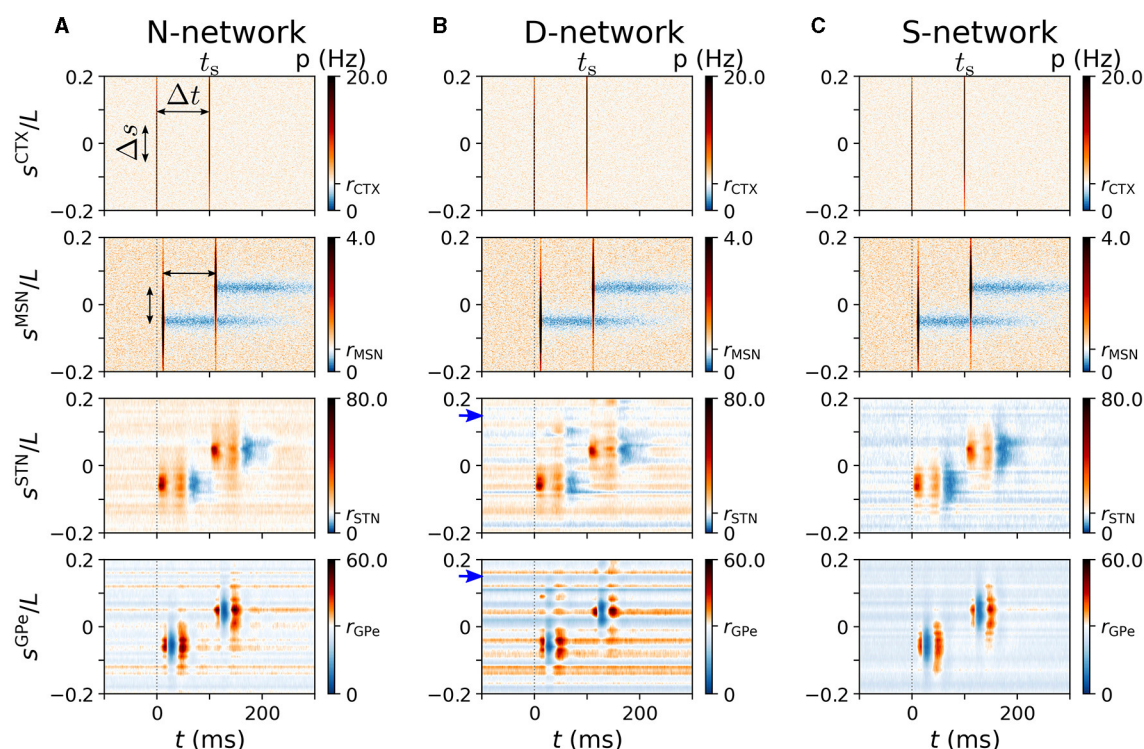 A N-network B D-network C S-network
t_s p (Hz) t_s p (Hz) t_s p (Hz)
0.2 20.0 0.2 20.0 0.2 20.0
Δt
s^CTX/L 0 Δs 0 0
r_CTX r_CTX r_CTX
−0.2 0 −0.2 0 −0.2 0
0.2 4.0 0.2 4.0 0.2 4.0
s^MSN/L 0 0 0
r_MSN r_MSN r_MSN
−0.2 0 −0.2 0 −0.2 0
0.2 80.0 0.2 80.0 0.2 80.0
s^STN/L 0 0 0
r_STN r_STN r_STN
−0.2 0 −0.2 0 −0.2 0
0.2 60.0 0.2 60.0 0.2 60.0
s^GPe/L 0 r_GPe 0 r_GPe 0 r_GPe
−0.2 0 −0.2 0 −0.2 0
0 200 0 200 0 200
t (ms) t (ms) t (ms)